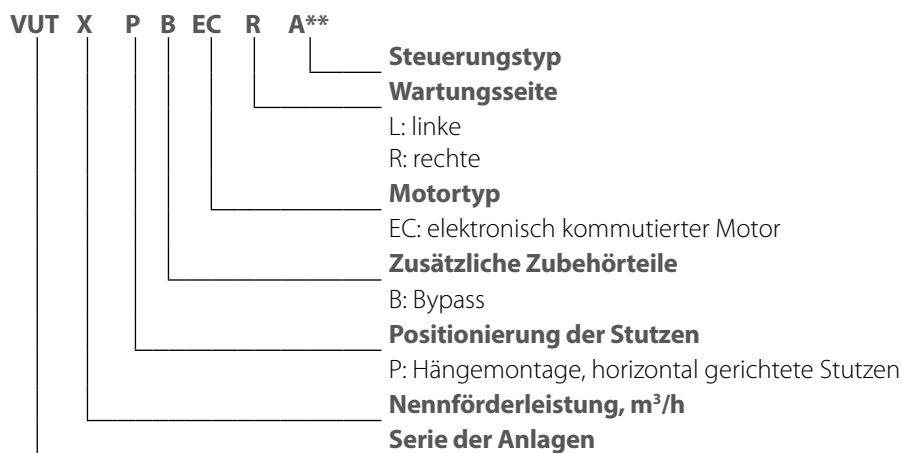 VUT X P B EC R A**
Steuerungstyp
Wartungsseite
L: linke
R: rechte
Motortyp
EC: elektronisch kommutierter Motor
Zusätzliche Zubehörteile
B: Bypass
Positionierung der Stutzen
P: Hängemontage, horizontal gerichtete Stutzen
Nennförderleistung, m³/h
Serie der Anlagen